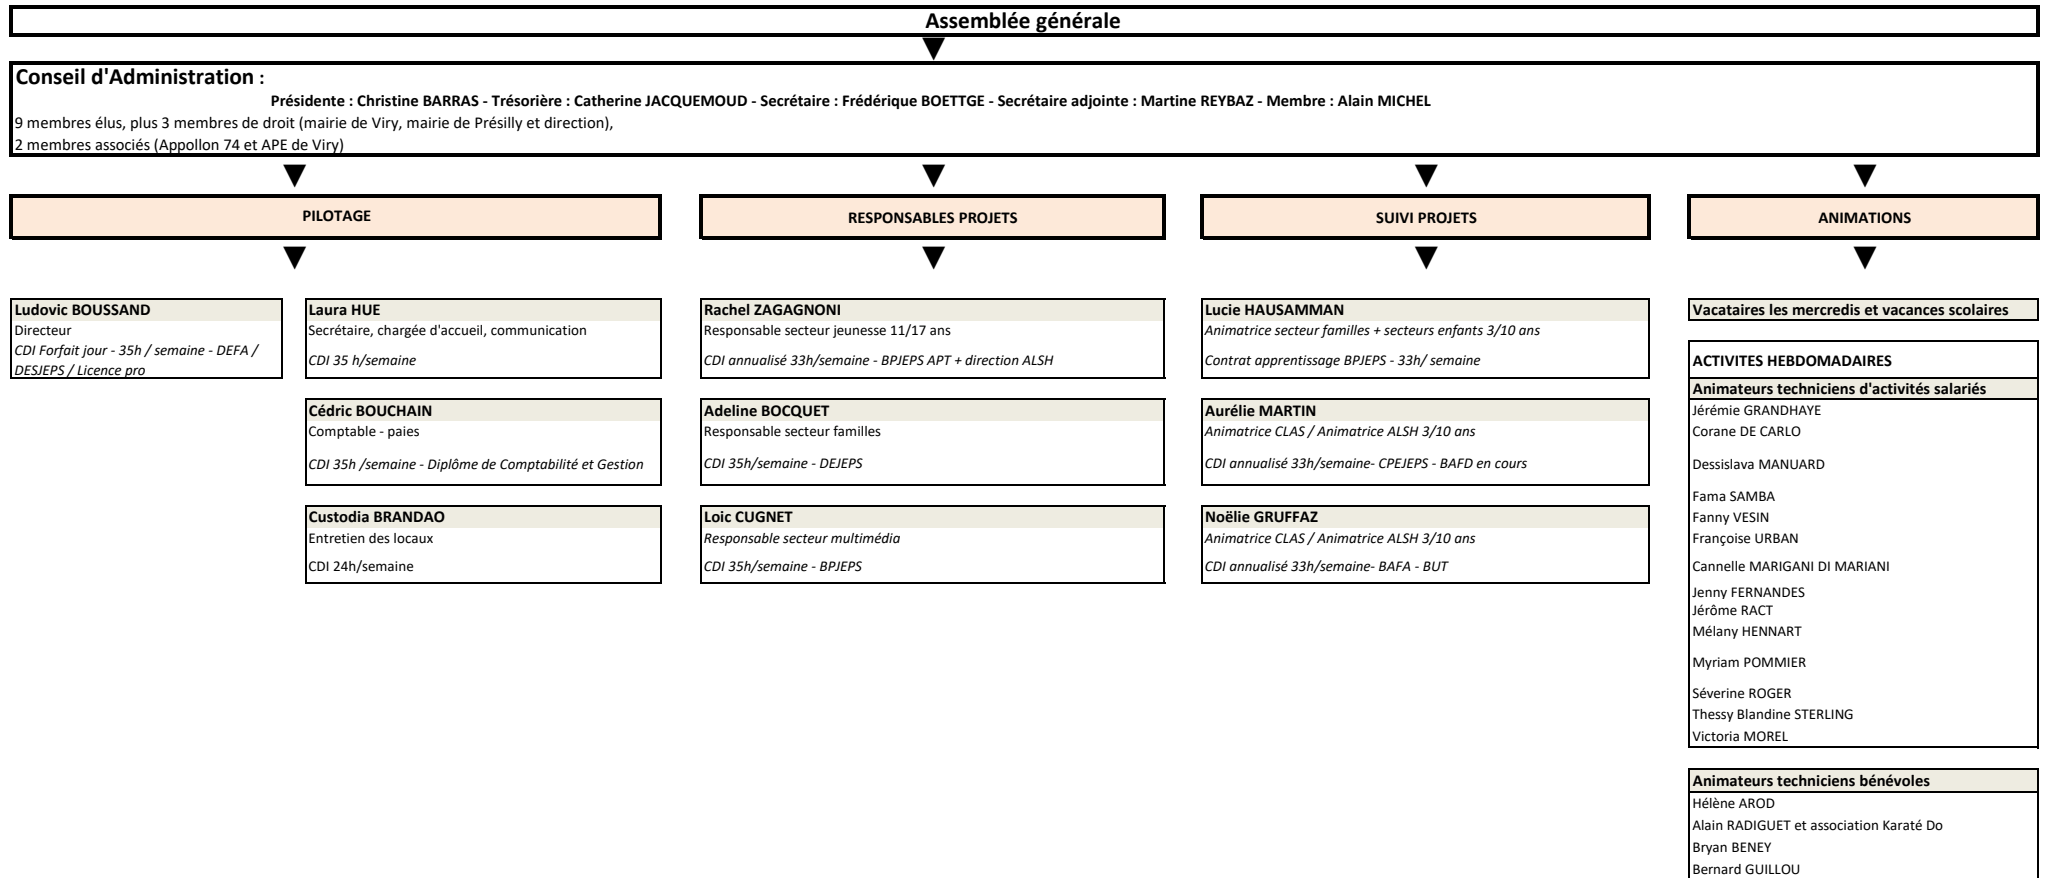 Assemblée générale
Conseil d'Administration :
Présidente : Christine BARRAS - Trésorière : Catherine JACQUEMOUD - Secrétaire : Frédérique BOETTGE - Secrétaire adjointe : Martine REYBAZ - Membre : Alain MICHEL
9 membres élus, plus 3 membres de droit (mairie de Viry, mairie de Présilly et direction),
2 membres associés (Appollon 74 et APE de Viry)
PILOTAGE
RESPONSABLES PROJETS
SUIVI PROJETS
ANIMATIONS
Ludovic BOUSSAND
Directeur
CDI Forfait jour - 35h / semaine - DEFA /
DESJEPS / Licence pro
Laura HUE
Secrétaire, chargée d'accueil, communication
CDI 35 h/semaine
Cédric BOUCHAIN
Comptable - paies
CDI 35h /semaine - Diplôme de Comptabilité et Gestion
Custodia BRANDAO
Entretien des locaux
CDI 24h/semaine
Rachel ZAGAGNONI
Responsable secteur jeunesse 11/17 ans
CDI annualisé 33h/semaine - BPJEPS APT + direction ALSH
Adeline BOCQUET
Responsable secteur familles
CDI 35h/semaine - DEJEPS
Loic CUGNET
Responsable secteur multimédia
CDI 35h/semaine - BPJEPS
Lucie HAUSAMMAN
Animatrice secteur familles + secteurs enfants 3/10 ans
Contrat apprentissage BPJEPS - 33h/ semaine
Aurélie MARTIN
Animatrice CLAS / Animatrice ALSH 3/10 ans
CDI annualisé 33h/semaine- CPEJEPS - BAFD en cours
Noëlie GRUFFAZ
Animatrice CLAS / Animatrice ALSH 3/10 ans
CDI annualisé 33h/semaine- BAFA - BUT
Vacataires les mercredis et vacances scolaires
ACTIVITES HEBDOMADAIRES
Animateurs techniciens d'activités salariés
Jérémie GRANDHAYE
Corane DE CARLO
Dessislava MANUARD
Fama SAMBA
Fanny VESIN
Françoise URBAN
Cannelle MARIGANI DI MARIANI
Jenny FERNANDES
Jérôme RACT
Mélany HENNART
Myriam POMMIER
Séverine ROGER
Thessy Blandine STERLING
Victoria MOREL
Animateurs techniciens bénévoles
Hélène AROD
Alain RADIGUET et association Karaté Do
Bryan BENEY
Bernard GUILLOU